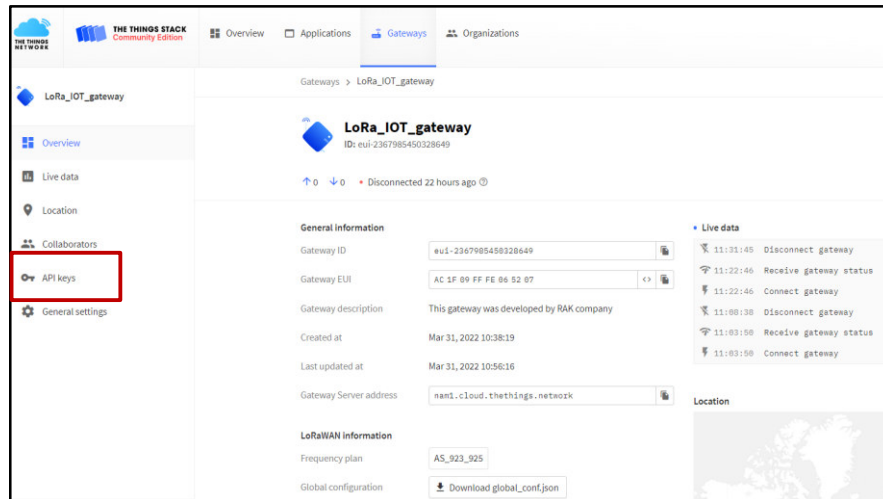 THE THINGS NETWORK
THE THINGS STACK
Community Edition
Overview
Applications
Gateways
Organizations
LoRa_IOT_gateway
Overview
Live data
Location
Collaborators
API keys
General settings
Gateways > LoRa_IOT_gateway
LoRa_IOT_gateway
ID: eui-2367985450328649
↑ 0 ↓ 0 • Disconnected 22 hours ago
General information
Gateway ID eui-2367985450328649
Gateway EUI AC 1F 09 FF FE 06 52 07
Gateway description This gateway was developed by RAK company
Created at Mar 31, 2022 10:38:19
Last updated at Mar 31, 2022 10:56:16
Gateway Server address nam1.cloud.thethings.network
LoRaWAN information
Frequency plan AS_923_925
Global configuration Download global_conf.json
• Live data
11:31:45 Disconnect gateway
11:22:46 Receive gateway status
11:22:46 Connect gateway
11:08:38 Disconnect gateway
11:03:50 Receive gateway status
11:03:50 Connect gateway
Location